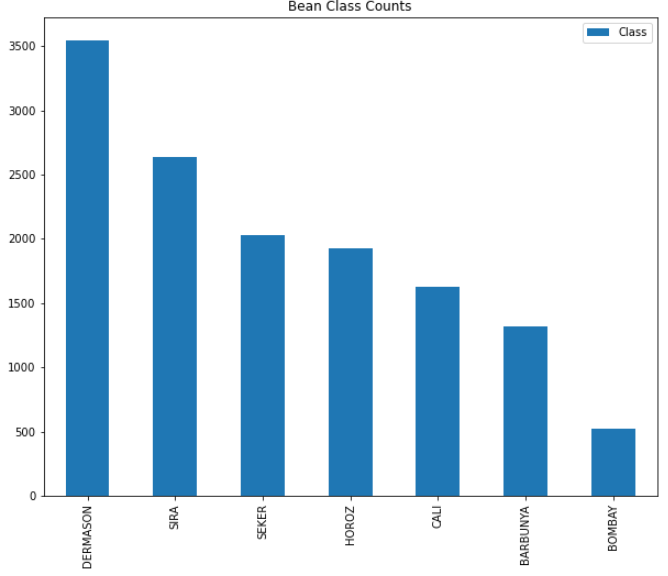 Bean Class Counts
Class
3500
3000
2500
2000
1500
1000
500
0
DERMASON
SIRA
SEKER
HOROZ
CALI
BARBUNYA
BOMBAY